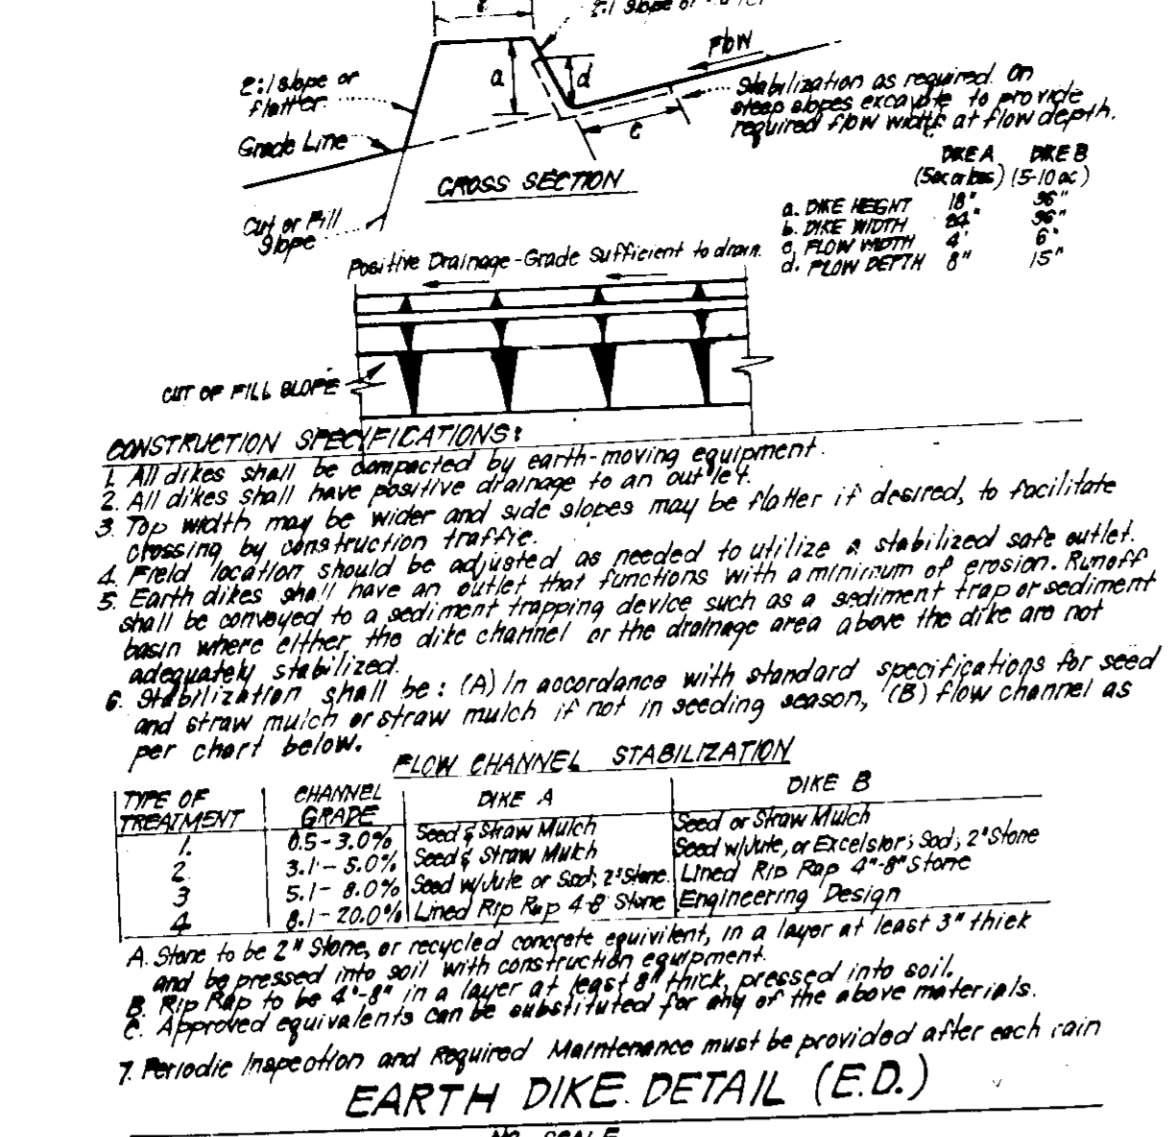 2:1 slope or
Flow
2:1 slope or
flatter
a
d
Stabilization as required. On
steep slopes excavate to provide
required flow width at flow depth.
Grade Line
c
CROSS SECTION
DIKE A DIKE B
(5ac or less) (5-10 ac)
a. DIKE HEIGHT 18" 36"
b. DIKE WIDTH 24" 36"
c. FLOW WIDTH 4' 6'
d. FLOW DEPTH 8" 15"
Cut or Fill
Slope
Positive Drainage-Grade Sufficient to drain.
CUT OF FILL SLOPE
CONSTRUCTION SPECIFICATIONS:
1. All dikes shall be compacted by earth-moving equipment.
2. All dikes shall have positive drainage to an outlet.
3. Top width may be wider and side slopes may be flatter if desired, to facilitate
crossing by construction traffic.
4. Field location should be adjusted as needed to utilize a stabilized safe outlet.
5. Earth dikes shall have an outlet that functions with a minimum of erosion. Runoff
shall be conveyed to a sediment trapping device such as a sediment trap or sediment
basin where either the dike channel or the drainage area above the dike are not
adequately stabilized.
6. Stabilization shall be: (A) In accordance with standard specifications for seed
and straw mulch or straw mulch if not in seeding season, (B) flow channel as
per chart below.
FLOW CHANNEL STABILIZATION
TYPE OF TREATMENT CHANNEL GRADE DIKE A DIKE B
1. 0.5-3.0% Seed & Straw Mulch Seed or Straw Mulch
2 3.1-5.0% Seed & Straw Mulch Seed w/Jute, or Excelsior; Sod; 2" Stone
3 5.1-8.0% Seed w/Jute or Sod; 2" Stone Lined Rip Rap 4"-8" Stone
4 8.1-20.0% Lined Rip Rap 4-8" Stone Engineering Design
A. Stone to be 2" Stone, or recycled concrete equivilent, in a layer at least 3" thick
and be pressed into soil with construction equipment.
B. Rip Rap to be 4"-8" in a layer at least 8" thick, pressed into soil.
C. Approved equivalents can be substituted for any of the above materials.
7. Periodic Inspection and Required Maintenance must be provided after each rain
EARTH DIKE DETAIL (E.D.)
NO SCALE